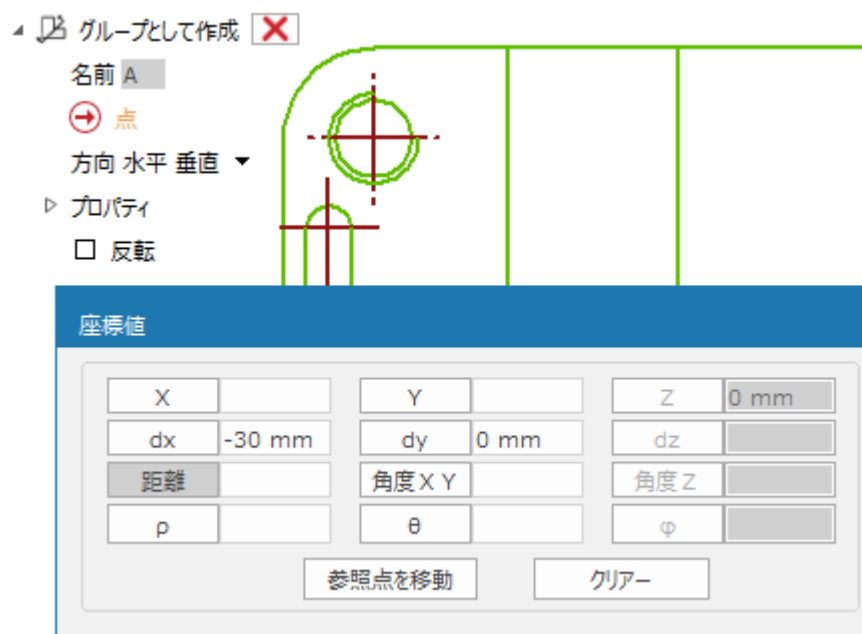 グループとして作成
名前 A
点
方向 水平 垂直
プロパティ
反転
座標値
X Y Z 0 mm
dx -30 mm dy 0 mm dz
距離 角度XY 角度Z
ρ θ φ
参照点を移動 クリアー